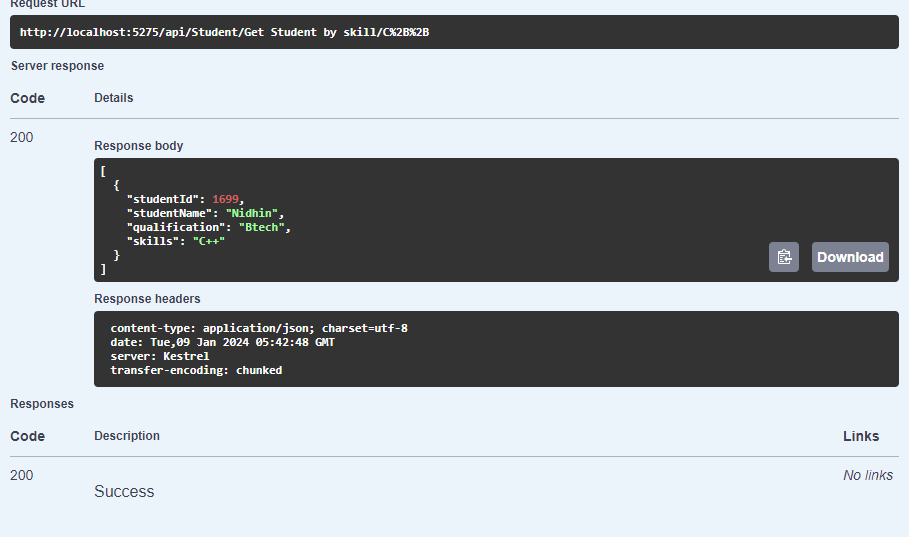 Request URL
http://localhost:5275/api/Student/Get Student by skill/C%2B%2B
Server response
Code Details
200
Response body
[
{
"studentId": 1699,
"studentName": "Nidhin",
"qualification": "Btech",
"skills": "C++"
}
]
Download
Response headers
content-type: application/json; charset=utf-8
date: Tue,09 Jan 2024 05:42:48 GMT
server: Kestrel
transfer-encoding: chunked
Responses
Code Description Links
200 No links
Success